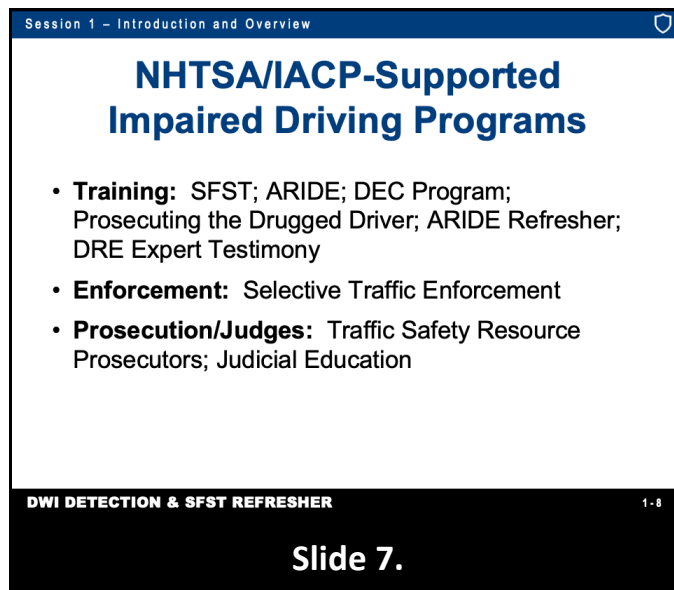 Session 1 – Introduction and Overview
NHTSA/IACP-Supported
Impaired Driving Programs
• Training: SFST; ARIDE; DEC Program;
Prosecuting the Drugged Driver; ARIDE Refresher;
DRE Expert Testimony
• Enforcement: Selective Traffic Enforcement
• Prosecution/Judges: Traffic Safety Resource
Prosecutors; Judicial Education
DWI DETECTION & SFST REFRESHER
1-8
Slide 7.